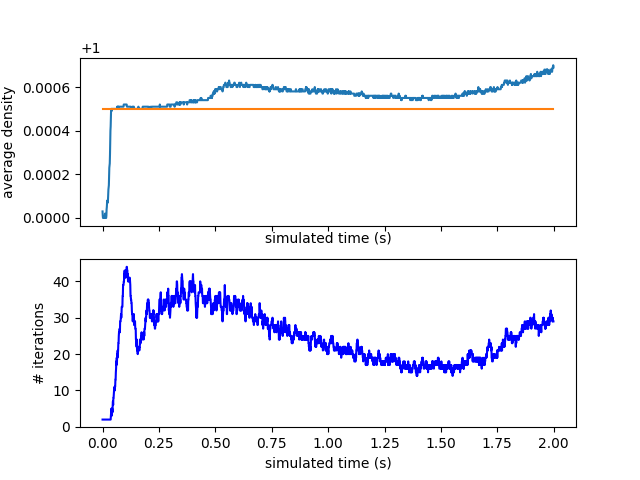 +1
0.0006
0.0004
0.0002
0.0000
average density
simulated time (s)
40
30
20
10
0
# iterations
0.00 0.25 0.50 0.75 1.00 1.25 1.50 1.75 2.00
simulated time (s)